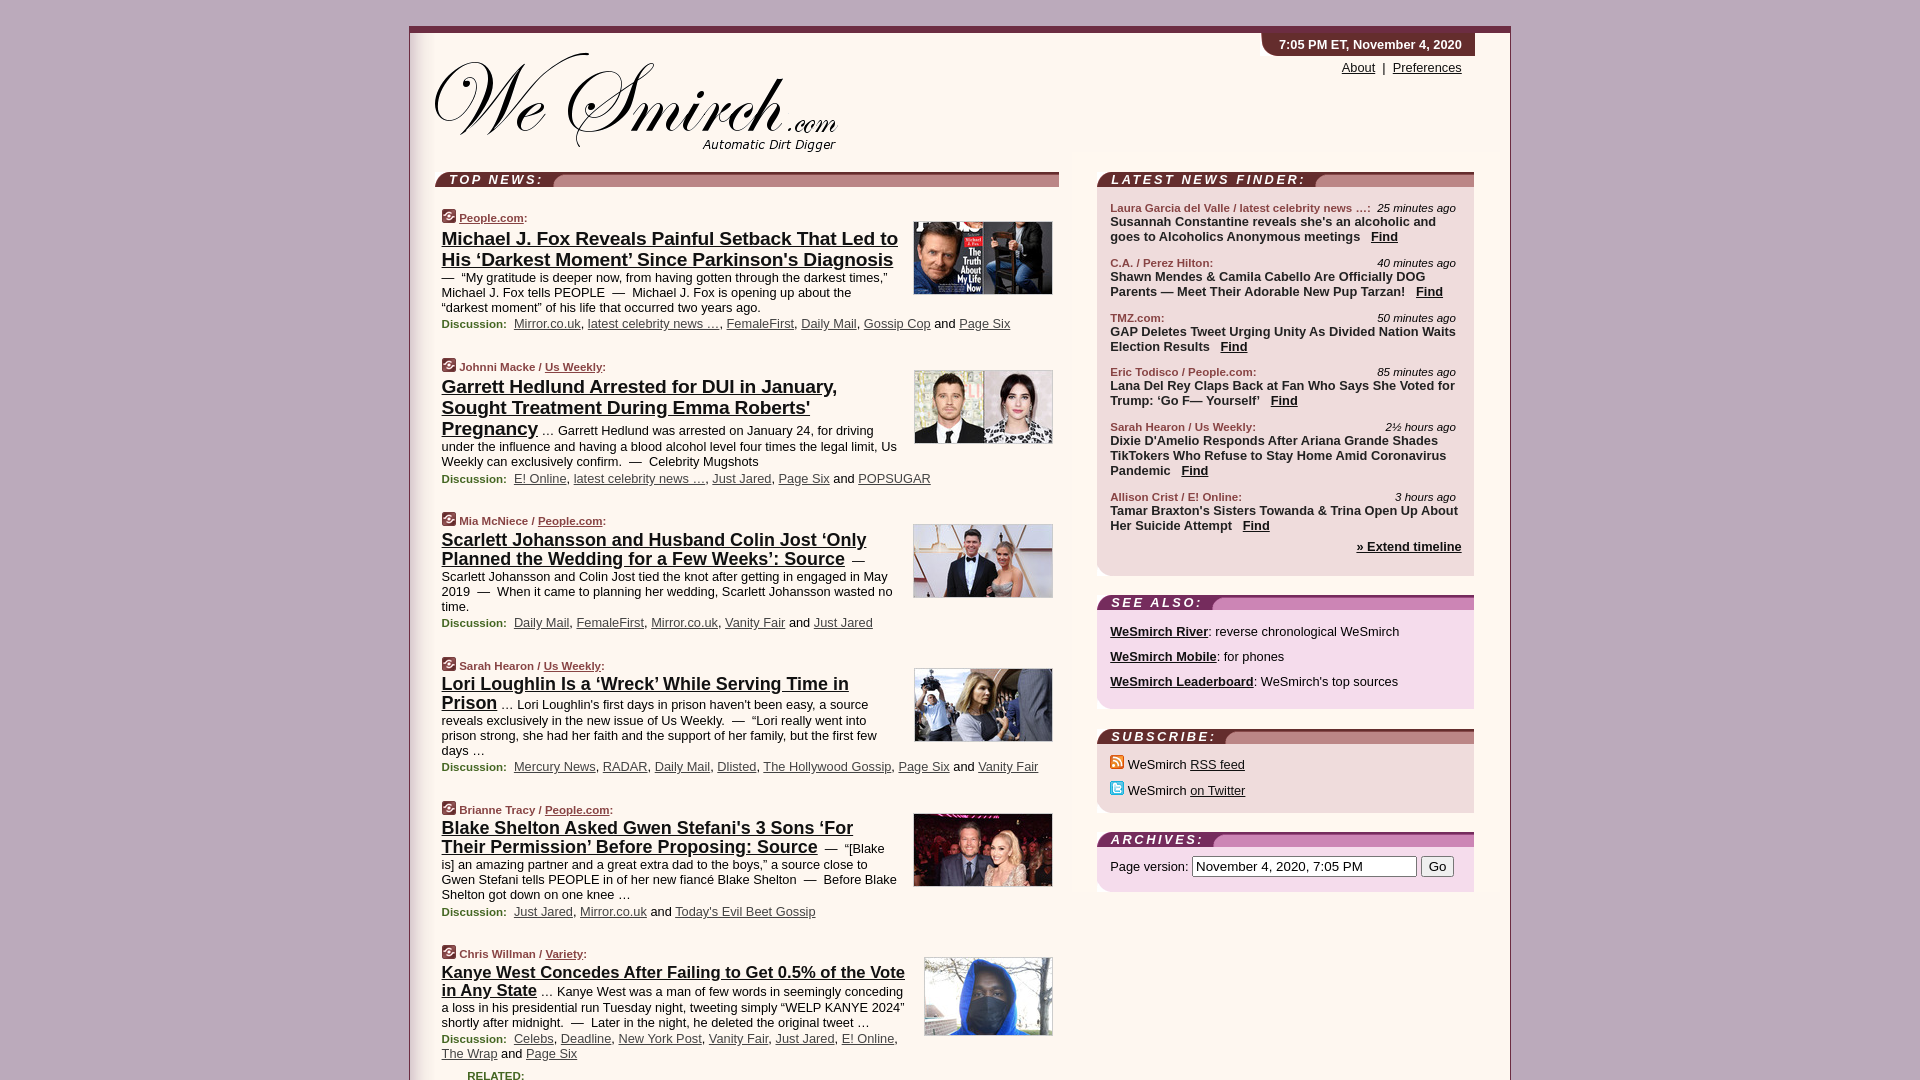 7:05 PM ET, November 4, 2020
About | Preferences
We Smirch .com
Automatic Dirt Digger
TOP NEWS:
People.com:
Michael J. Fox Reveals Painful Setback That Led to
His ‘Darkest Moment’ Since Parkinson's Diagnosis
— “My gratitude is deeper now, from having gotten through the darkest times,”
Michael J. Fox tells PEOPLE — Michael J. Fox is opening up about the
“darkest moment” of his life that occurred two years ago.
Discussion: Mirror.co.uk, latest celebrity news …, FemaleFirst, Daily Mail, Gossip Cop and Page Six
The
Truth
About
My Life
Now
Johnni Macke / Us Weekly:
Garrett Hedlund Arrested for DUI in January,
Sought Treatment During Emma Roberts'
Pregnancy … Garrett Hedlund was arrested on January 24, for driving
under the influence and having a blood alcohol level four times the legal limit, Us
Weekly can exclusively confirm. — Celebrity Mugshots
Discussion: E! Online, latest celebrity news …, Just Jared, Page Six and POPSUGAR
Mia McNiece / People.com:
Scarlett Johansson and Husband Colin Jost ‘Only
Planned the Wedding for a Few Weeks’: Source —
Scarlett Johansson and Colin Jost tied the knot after getting in engaged in May
2019 — When it came to planning her wedding, Scarlett Johansson wasted no
time.
Discussion: Daily Mail, FemaleFirst, Mirror.co.uk, Vanity Fair and Just Jared
Sarah Hearon / Us Weekly:
Lori Loughlin Is a ‘Wreck’ While Serving Time in
Prison … Lori Loughlin's first days in prison haven't been easy, a source
reveals exclusively in the new issue of Us Weekly. — “Lori really went into
prison strong, she had her faith and the support of her family, but the first few
days …
Discussion: Mercury News, RADAR, Daily Mail, Dlisted, The Hollywood Gossip, Page Six and Vanity Fair
Brianne Tracy / People.com:
Blake Shelton Asked Gwen Stefani's 3 Sons ‘For
Their Permission’ Before Proposing: Source — “[Blake
is] an amazing partner and a great extra dad to the boys,” a source close to
Gwen Stefani tells PEOPLE in of her new fiancé Blake Shelton — Before Blake
Shelton got down on one knee …
Discussion: Just Jared, Mirror.co.uk and Today's Evil Beet Gossip
Chris Willman / Variety:
Kanye West Concedes After Failing to Get 0.5% of the Vote
in Any State … Kanye West was a man of few words in seemingly conceding
a loss in his presidential run Tuesday night, tweeting simply “WELP KANYE 2024”
shortly after midnight. — Later in the night, he deleted the original tweet …
Discussion: Celebs, Deadline, New York Post, Vanity Fair, Just Jared, E! Online,
The Wrap and Page Six
RELATED:
LATEST NEWS FINDER:
Laura Garcia del Valle / latest celebrity news …: 25 minutes ago
Susannah Constantine reveals she's an alcoholic and
goes to Alcoholics Anonymous meetings Find
C.A. / Perez Hilton: 40 minutes ago
Shawn Mendes & Camila Cabello Are Officially DOG
Parents — Meet Their Adorable New Pup Tarzan! Find
TMZ.com: 50 minutes ago
GAP Deletes Tweet Urging Unity As Divided Nation Waits
Election Results Find
Eric Todisco / People.com: 85 minutes ago
Lana Del Rey Claps Back at Fan Who Says She Voted for
Trump: ‘Go F— Yourself’ Find
Sarah Hearon / Us Weekly: 2½ hours ago
Dixie D'Amelio Responds After Ariana Grande Shades
TikTokers Who Refuse to Stay Home Amid Coronavirus
Pandemic Find
Allison Crist / E! Online: 3 hours ago
Tamar Braxton's Sisters Towanda & Trina Open Up About
Her Suicide Attempt Find
» Extend timeline
SEE ALSO:
WeSmirch River: reverse chronological WeSmirch
WeSmirch Mobile: for phones
WeSmirch Leaderboard: WeSmirch's top sources
SUBSCRIBE:
WeSmirch RSS feed
WeSmirch on Twitter
ARCHIVES:
Page version: November 4, 2020, 7:05 PM Go